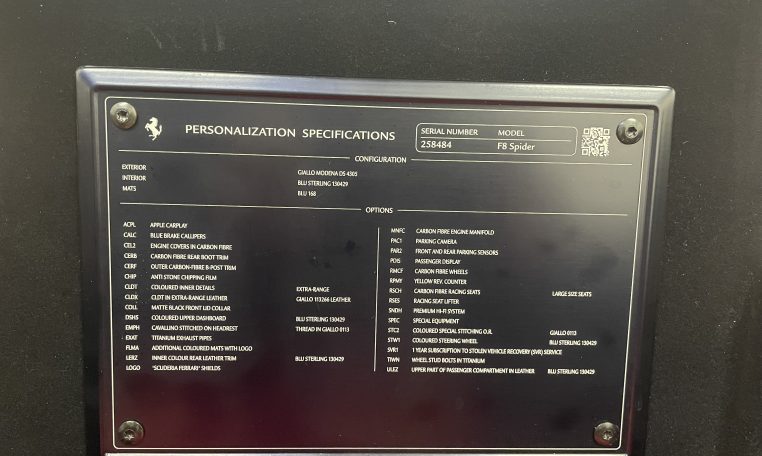 PERSONALIZATION SPECIFICATIONS
SERIAL NUMBER MODEL
258484 F8 Spider
CONFIGURATION
EXTERIOR GIALLO MODENA DS 4305
INTERIOR BLU STERLING 130429
MATS BLU 168
OPTIONS
ACPL APPLE CARPLAY
CALC BLUE BRAKE CALLIPERS
CEL2 ENGINE COVERS IN CARBON FIBRE
CERB CARBON FIBRE REAR BOOT TRIM
CERF OUTER CARBON-FIBRE B-POST TRIM
CHIP ANTI STONE CHIPPING FILM
CLDT COLOURED INNER DETAILS EXTRA-RANGE
CLDX CLDT IN EXTRA-RANGE LEATHER GIALLO 113266 LEATHER
COLL MATTE BLACK FRONT LID COLLAR
DSH5 COLOURED UPPER DASHBOARD BLU STERLING 130429
EMPH CAVALLINO STITCHED ON HEADREST THREAD IN GIALLO 0113
EXAT TITANIUM EXHAUST PIPES
FLMA ADDITIONAL COLOURED MATS WITH LOGO
LERZ INNER COLOUR REAR LEATHER TRIM BLU STERLING 130429
LOGO "SCUDERIA FERRARI" SHIELDS
MNFC CARBON FIBRE ENGINE MANIFOLD
PAC1 PARKING CAMERA
PAR2 FRONT AND REAR PARKING SENSORS
PDIS PASSENGER DISPLAY
RMCF CARBON FIBRE WHEELS
RPMY YELLOW REV. COUNTER
RSCH CARBON FIBRE RACING SEATS LARGE SIZE SEATS
RSES RACING SEAT LIFTER
SNDH PREMIUM HI-FI SYSTEM
SPEC SPECIAL EQUIPMENT
STC2 COLOURED SPECIAL STITCHING O.R. GIALLO 0113
STW1 COLOURED STEERING WHEEL BLU STERLING 130429
SVR1 1 YEAR SUBSCRIPTION TO STOLEN VEHICLE RECOVERY (SVR) SERVICE
TIWN WHEEL STUD BOLTS IN TITANIUM
ULEZ UPPER PART OF PASSENGER COMPARTMENT IN LEATHER BLU STERLING 130429